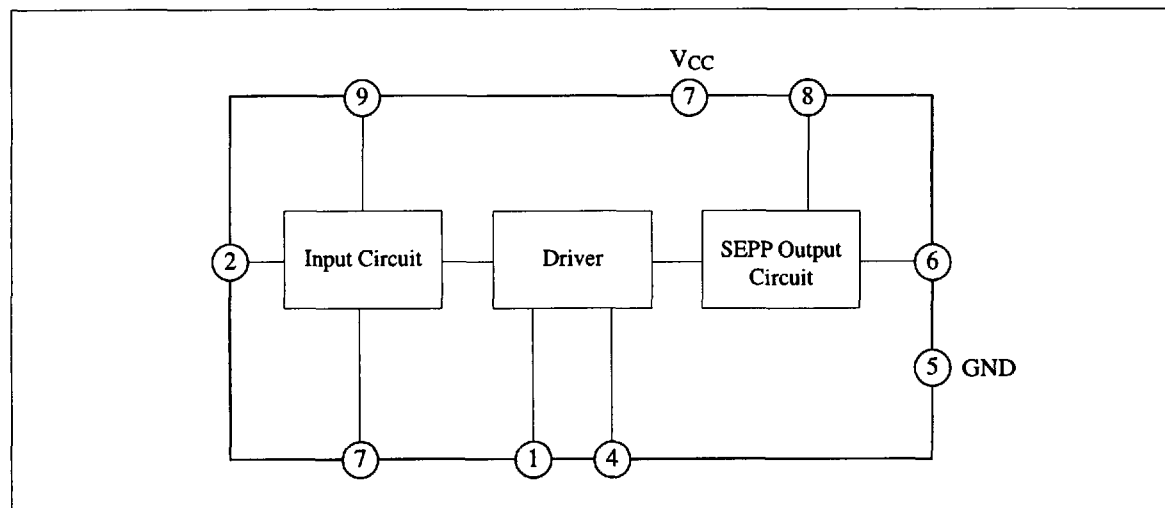 VCC
9
7
8
2
Input Circuit
Driver
SEPP Output
Circuit
6
5
GND
7
1
4